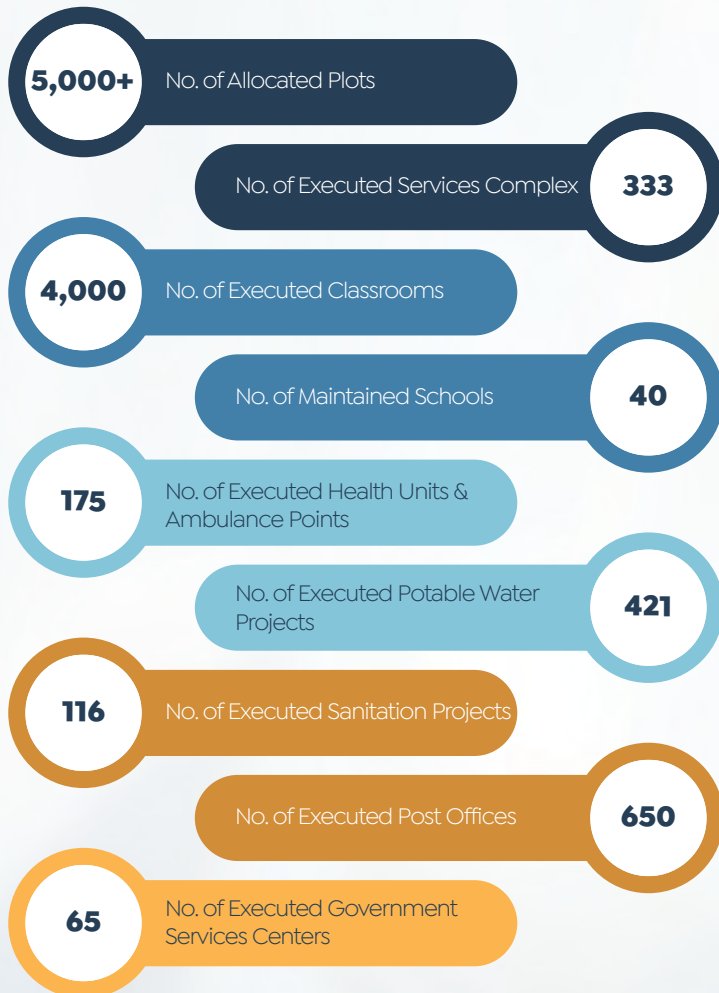 5,000+
No. of Allocated Plots
No. of Executed Services Complex
333
4,000
No. of Executed Classrooms
No. of Maintained Schools
40
175
No. of Executed Health Units &
Ambulance Points
No. of Executed Potable Water
Projects
421
116
No. of Executed Sanitation Projects
No. of Executed Post Offices
650
65
No. of Executed Government
Services Centers